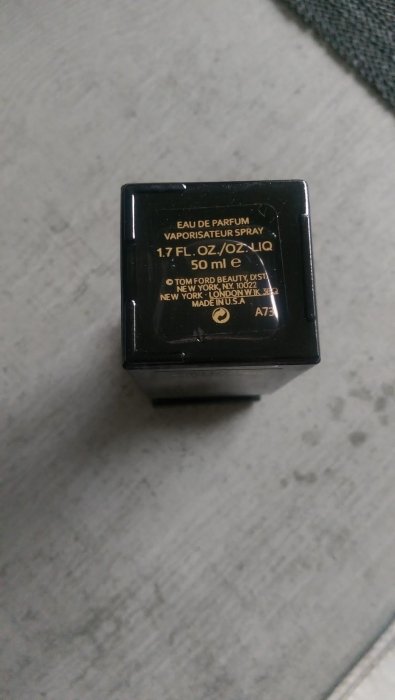 EAU DE PARFUM
VAPORISATEUR SPRAY
1.7 FL. OZ./OZ. LIQ
50 ml ℮
© TOM FORD BEAUTY, DIST.
NEW YORK, N.Y. 10022
NEW YORK · LONDON W1K
MADE IN U.S.A
A73